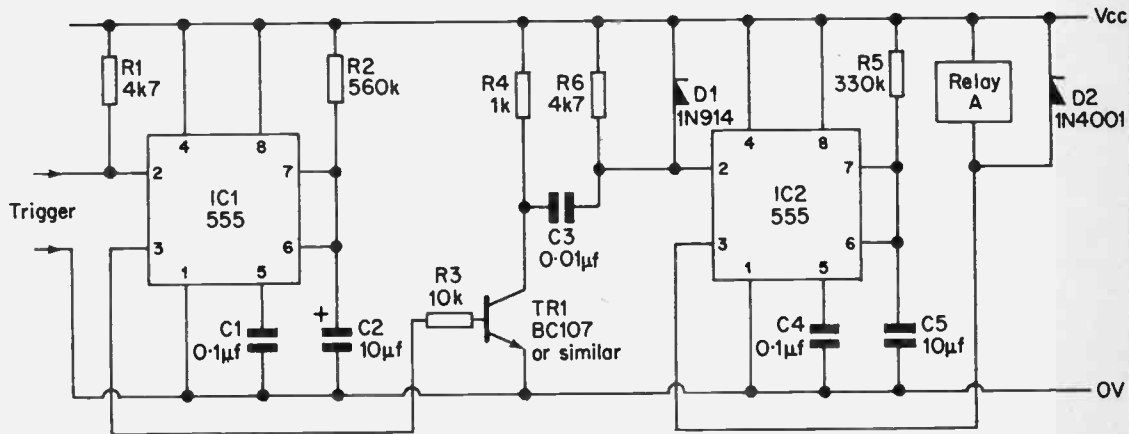 Vcc
R1
4k7
R2
560k
R4
1k
R6
4k7
D1
1N914
R5
330k
Relay
A
D2
1N4001
4
8
2
7
IC1
555
3
6
1
5
Trigger
C3
0·01µf
4
8
2
7
IC2
555
3
6
1
5
R3
10k
TR1
BC107
or similar
C1
0·1µf
+
C2
10µf
C4
0·1µf
C5
10µf
0V